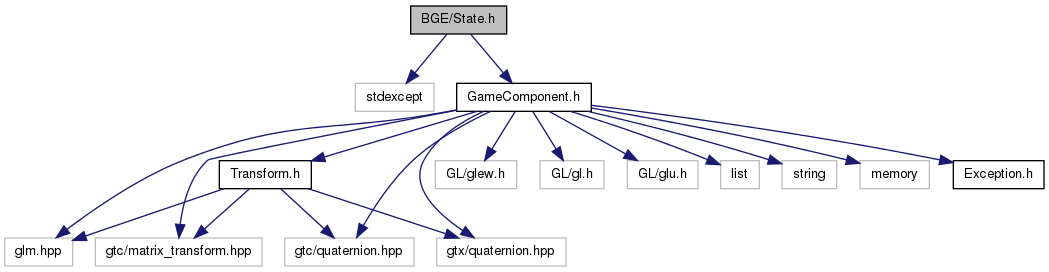 BGE/State.h
stdexcept
GameComponent.h
Transform.h
GL/glew.h
GL/gl.h
GL/glu.h
list
string
memory
Exception.h
glm.hpp
gtc/matrix_transform.hpp
gtc/quaternion.hpp
gtx/quaternion.hpp